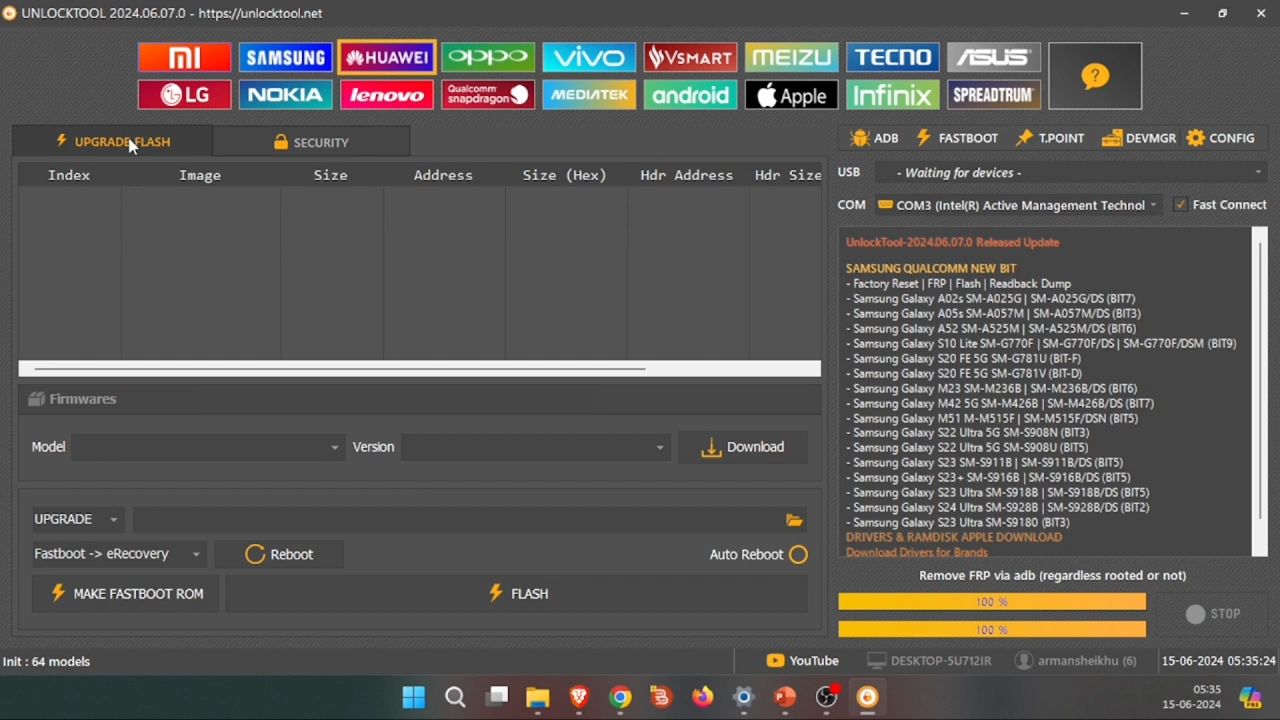 UNLOCKTOOL 2024.06.07.0 - https://unlocktool.net
mi SAMSUNG HUAWEI oppo vivo VSMART MEIZU TECNO ASUS ?
LG NOKIA lenovo Qualcomm snapdragon MEDIATEK android Apple Infinix SPREADTRUM
UPGRADE FLASH SECURITY
ADB FASTBOOT T.POINT DEVMGR CONFIG
Index Image Size Address Size (Hex) Hdr Address Hdr Size
USB - Waiting for devices -
COM COM3 (Intel(R) Active Management Technol Fast Connect
UnlockTool-2024.06.07.0 Released Update
SAMSUNG QUALCOMM NEW BIT
- Factory Reset | FRP | Flash | Readback Dump
- Samsung Galaxy A02s SM-A025G | SM-A025G/DS (BIT7)
- Samsung Galaxy A05s SM-A057M | SM-A057M/DS (BIT3)
- Samsung Galaxy A52 SM-A525M | SM-A525M/DS (BIT6)
- Samsung Galaxy S10 Lite SM-G770F | SM-G770F/DS | SM-G770F/DSM (BIT9)
- Samsung Galaxy S20 FE 5G SM-G781U (BIT-F)
- Samsung Galaxy S20 FE 5G SM-G781V (BIT-D)
- Samsung Galaxy M23 SM-M236B | SM-M236B/DS (BIT6)
- Samsung Galaxy M42 5G SM-M426B | SM-M426B/DS (BIT7)
- Samsung Galaxy M51 M-M515F | SM-M515F/DSN (BIT5)
- Samsung Galaxy S22 Ultra 5G SM-S908N (BIT3)
- Samsung Galaxy S22 Ultra 5G SM-S908U (BIT5)
- Samsung Galaxy S23 SM-S911B | SM-S911B/DS (BIT5)
- Samsung Galaxy S23+ SM-S916B | SM-S916B/DS (BIT5)
- Samsung Galaxy S23 Ultra SM-S918B | SM-S918B/DS (BIT5)
- Samsung Galaxy S24 Ultra SM-S928B | SM-S928B/DS (BIT2)
- Samsung Galaxy S23 Ultra SM-S9180 (BIT3)
DRIVERS & RAMDISK APPLE DOWNLOAD
Download Drivers for Brands
Firmwares
Model Version Download
UPGRADE
Fastboot -> eRecovery Reboot Auto Reboot
MAKE FASTBOOT ROM FLASH
Remove FRP via adb (regardless rooted or not)
100 %
100 %
STOP
Init : 64 models
YouTube DESKTOP-5U712IR armansheikhu (6) 15-06-2024 05:35:24
05:35
15-06-2024
PRE